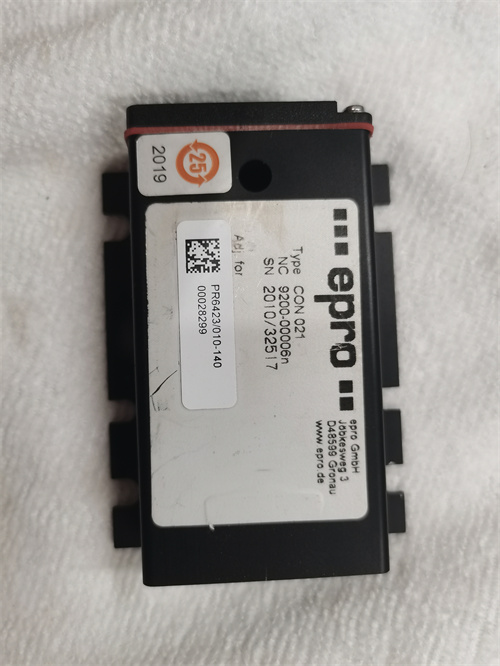 25
2019
epro
Type CON 021
NC 9200-00006n
SN 2010/32517
Adj for
PR6423/010-140
00028299
epro GmbH
Jöbkesweg 3
D48599 Gronau
www.epro.de